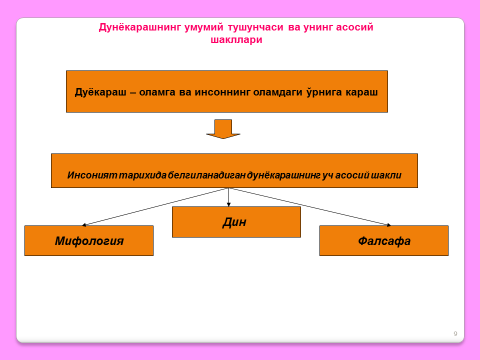 Дунёкарашнинг умумий тушунчаси ва унинг асосий
шакллари
Дуёкараш – оламга ва инсоннинг оламдаги ўрнига караш
Инсоният тарихида белгиланадиган дунёкарашнинг уч асосий шакли
Мифология
Дин
Фалсафа
9